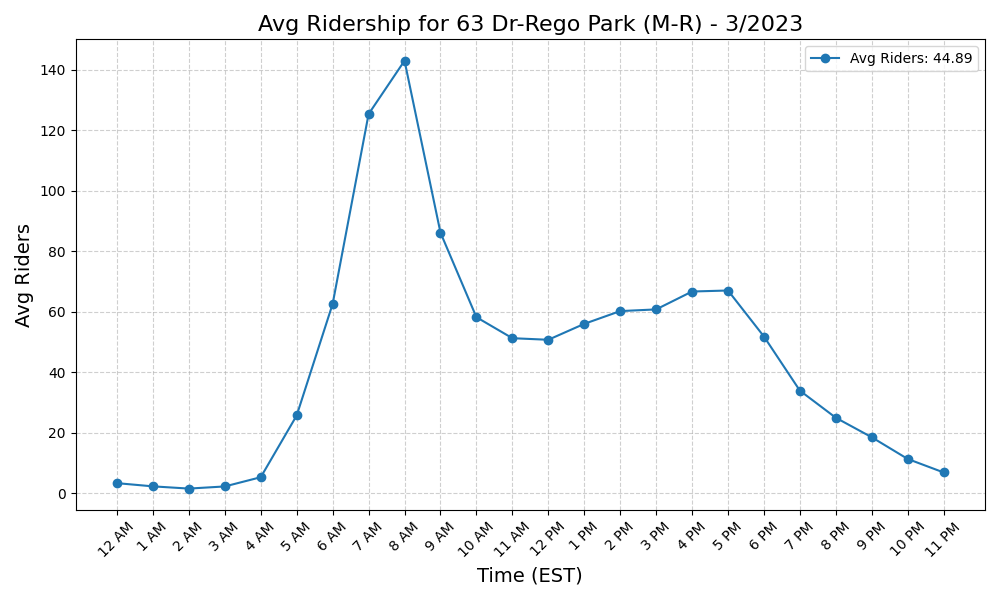 Avg Ridership for 63 Dr-Rego Park (M-R) - 3/2023
Avg Riders: 44.89
Avg Riders
140
120
100
80
60
40
20
0
12 AM
1 AM
2 AM
3 AM
4 AM
5 AM
6 AM
7 AM
8 AM
9 AM
10 AM
11 AM
12 PM
1 PM
2 PM
3 PM
4 PM
5 PM
6 PM
7 PM
8 PM
9 PM
10 PM
11 PM
Time (EST)